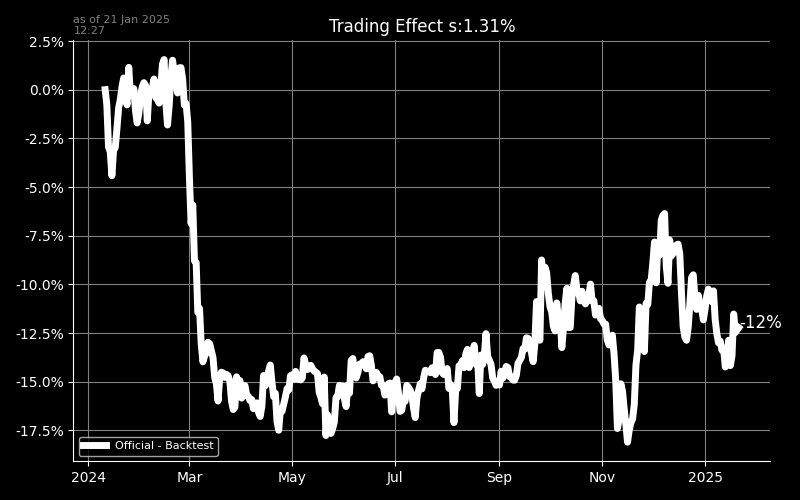 as of 21 Jan 2025
12:27
Trading Effect s:1.31%
2.5%
0.0%
-2.5%
-5.0%
-7.5%
-10.0%
-12.5%
-15.0%
-17.5%
-12%
Official - Backtest
2024 Mar May Jul Sep Nov 2025